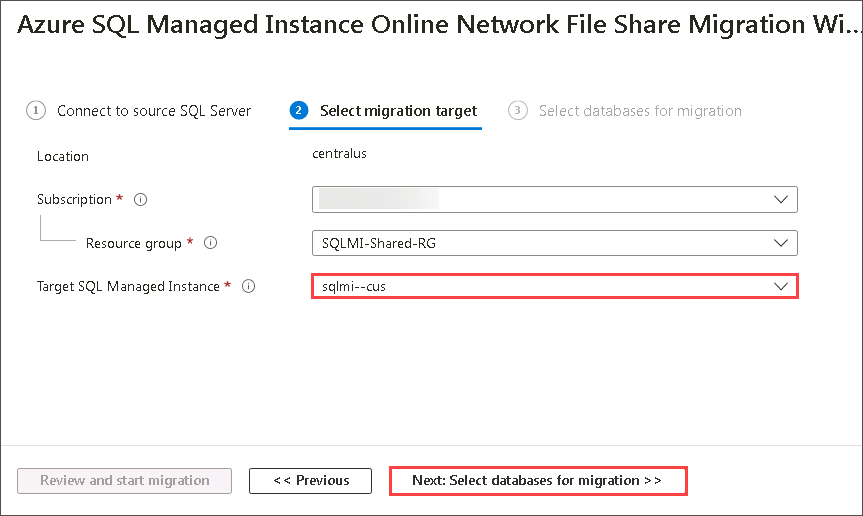 Azure SQL Managed Instance Online Network File Share Migration Wi...
1 Connect to source SQL Server 2 Select migration target 3 Select databases for migration
Location centralus
Subscription * i
Resource group * i SQLMI-Shared-RG
Target SQL Managed Instance * i sqlmi--cus
Review and start migration << Previous Next: Select databases for migration >>